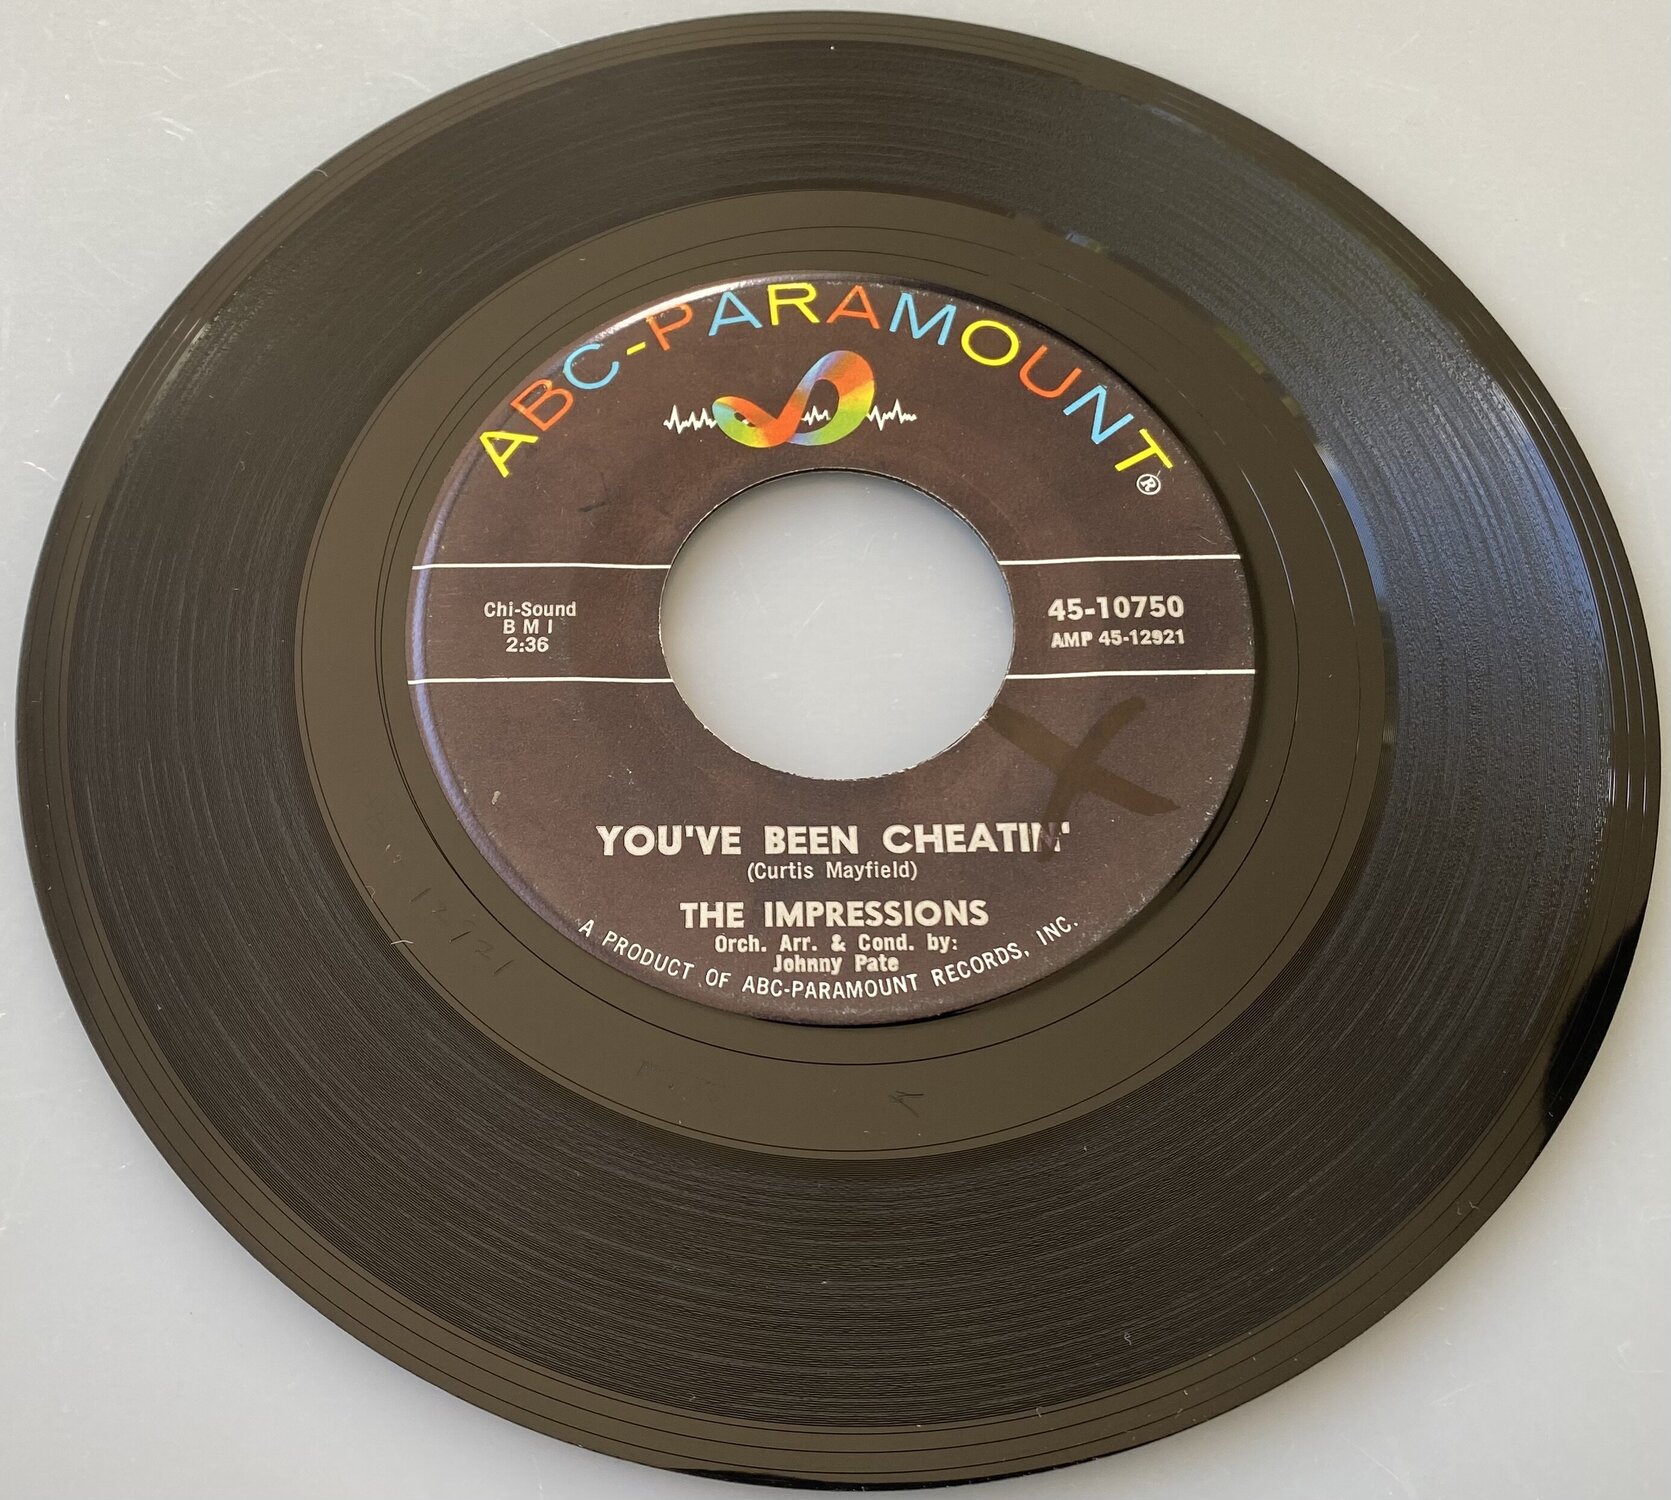 ABC-PARAMOUNT®
Chi-Sound
B M I
2:36
45-10750
AMP 45-12921
YOU'VE BEEN CHEATIN'
(Curtis Mayfield)
THE IMPRESSIONS
Orch. Arr. & Cond. by:
Johnny Pate
A PRODUCT OF ABC-PARAMOUNT RECORDS, INC.
12921